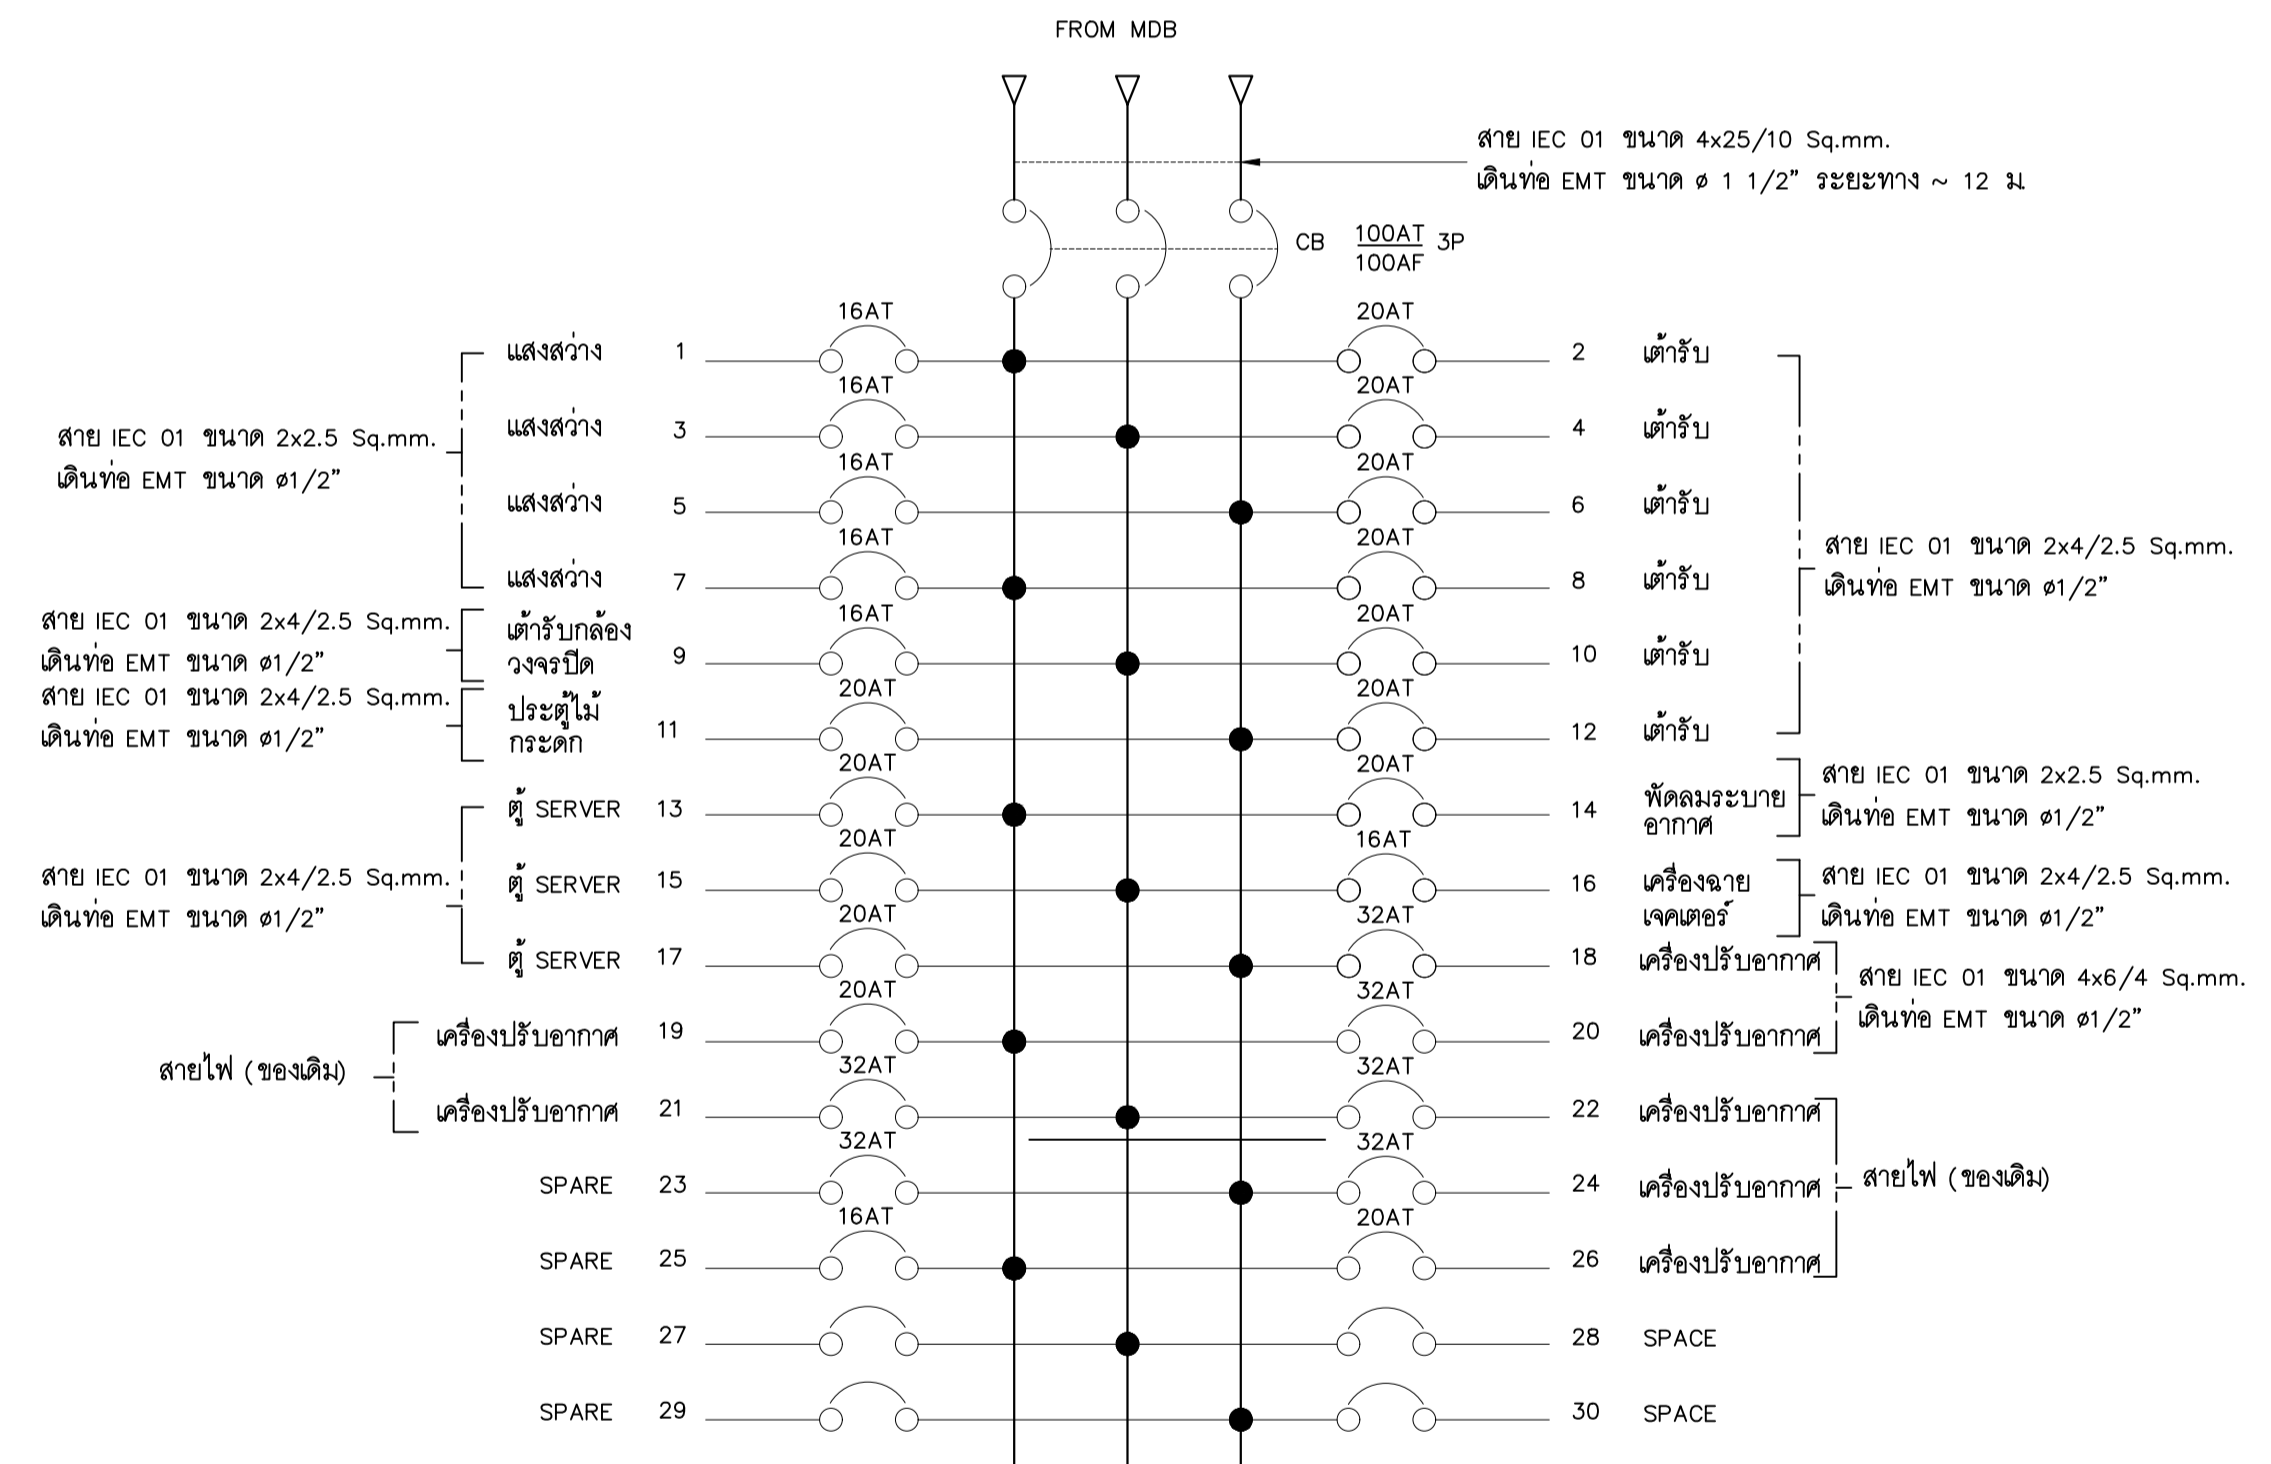 FROM MDB
สาย IEC 01 ขนาด 4x25/10 Sq.mm.
เดินท่อ EMT ขนาด ø 1 1/2" ระยะทาง ~ 12 ม.
CB 100AT 3P
100AF
16AT 20AT
แสงสว่าง 1 2 เต้ารับ
16AT 20AT
แสงสว่าง 3 4 เต้ารับ
สาย IEC 01 ขนาด 2x2.5 Sq.mm.
เดินท่อ EMT ขนาด ø1/2"
16AT 20AT
แสงสว่าง 5 6 เต้ารับ
16AT 20AT
สาย IEC 01 ขนาด 2x4/2.5 Sq.mm.
เดินท่อ EMT ขนาด ø1/2"
แสงสว่าง 7 8 เต้ารับ
16AT 20AT
สาย IEC 01 ขนาด 2x4/2.5 Sq.mm.
เดินท่อ EMT ขนาด ø1/2"
เต้ารับกล้อง
วงจรปิด
9 10 เต้ารับ
20AT 20AT
สาย IEC 01 ขนาด 2x4/2.5 Sq.mm.
เดินท่อ EMT ขนาด ø1/2"
ประตู้ไม้
กระดก
11 12 เต้ารับ
20AT 20AT
ตู้ SERVER 13 14 พัดลมระบาย
อากาศ
สาย IEC 01 ขนาด 2x2.5 Sq.mm.
เดินท่อ EMT ขนาด ø1/2"
20AT 16AT
สาย IEC 01 ขนาด 2x4/2.5 Sq.mm.
เดินท่อ EMT ขนาด ø1/2"
ตู้ SERVER 15 16 เครื่องฉาย
เจคเตอร์
สาย IEC 01 ขนาด 2x4/2.5 Sq.mm.
เดินท่อ EMT ขนาด ø1/2"
20AT 32AT
ตู้ SERVER 17 18 เครื่องปรับอากาศ
สาย IEC 01 ขนาด 4x6/4 Sq.mm.
เดินท่อ EMT ขนาด ø1/2"
20AT 32AT
เครื่องปรับอากาศ 19 20 เครื่องปรับอากาศ
สายไฟ (ของเดิม)
32AT 32AT
เครื่องปรับอากาศ 21 22 เครื่องปรับอากาศ
32AT 32AT
SPARE 23 24 เครื่องปรับอากาศ
สายไฟ (ของเดิม)
16AT 20AT
SPARE 25 26 เครื่องปรับอากาศ
SPARE 27 28 SPACE
SPARE 29 30 SPACE